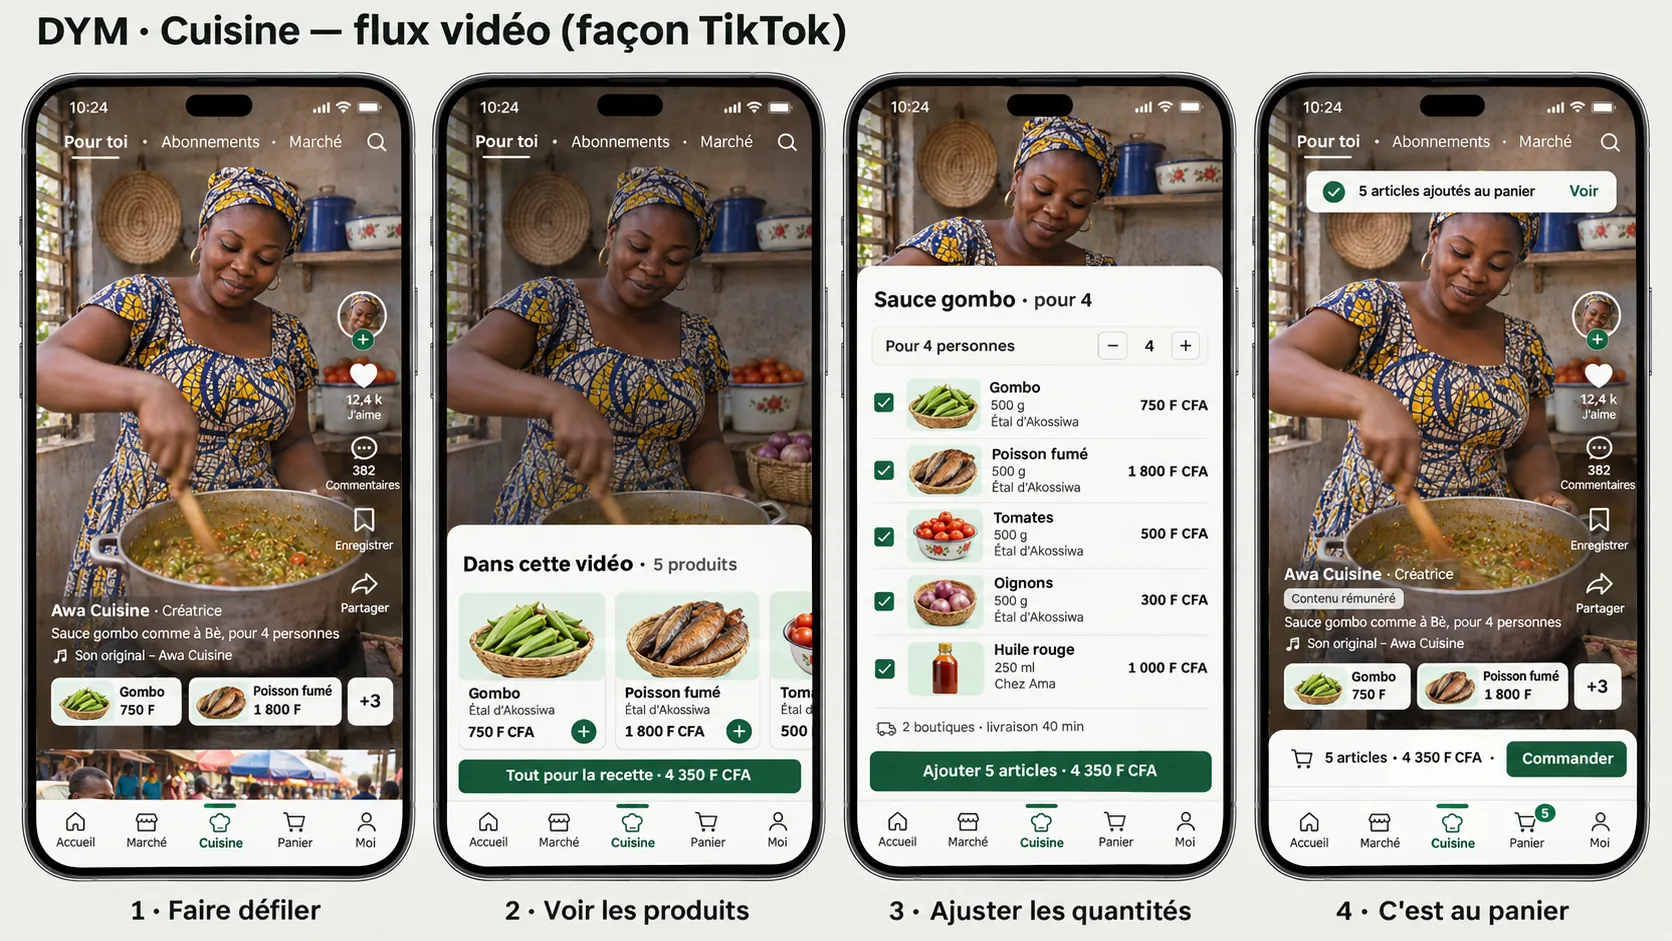 DYM · Cuisine — flux vidéo (façon TikTok)
10:24
Pour toi · Abonnements · Marché
12,4 k
J'aime
382
Commentaires
Enregistrer
Partager
Awa Cuisine · Créatrice
Sauce gombo comme à Bè, pour 4 personnes
Son original – Awa Cuisine
Gombo
750 F
Poisson fumé
1 800 F
+3
Accueil
Marché
Cuisine
Panier
Moi
1 · Faire défiler
10:24
Pour toi · Abonnements · Marché
Dans cette vidéo · 5 produits
Gombo
Étal d'Akossiwa
750 F CFA
Poisson fumé
Étal d'Akossiwa
1 800 F CFA
Toma
500
Tout pour la recette · 4 350 F CFA
Accueil
Marché
Cuisine
Panier
Moi
2 · Voir les produits
10:24
Sauce gombo · pour 4
Pour 4 personnes
− 4 +
Gombo
500 g
Étal d'Akossiwa
750 F CFA
Poisson fumé
500 g
Étal d'Akossiwa
1 800 F CFA
Tomates
500 g
Étal d'Akossiwa
500 F CFA
Oignons
500 g
Étal d'Akossiwa
300 F CFA
Huile rouge
250 ml
Chez Ama
1 000 F CFA
2 boutiques · livraison 40 min
Ajouter 5 articles · 4 350 F CFA
Accueil
Marché
Cuisine
Panier
Moi
3 · Ajuster les quantités
10:24
Pour toi · Abonnements · Marché
5 articles ajoutés au panier
Voir
12,4 k
J'aime
382
Commentaires
Enregistrer
Partager
Awa Cuisine · Créatrice
Contenu rémunéré
Sauce gombo comme à Bè, pour 4 personnes
Son original – Awa Cuisine
Gombo
750 F
Poisson fumé
1 800 F
+3
5 articles · 4 350 F CFA ·
Commander
Accueil
Marché
Cuisine
5
Panier
Moi
4 · C'est au panier